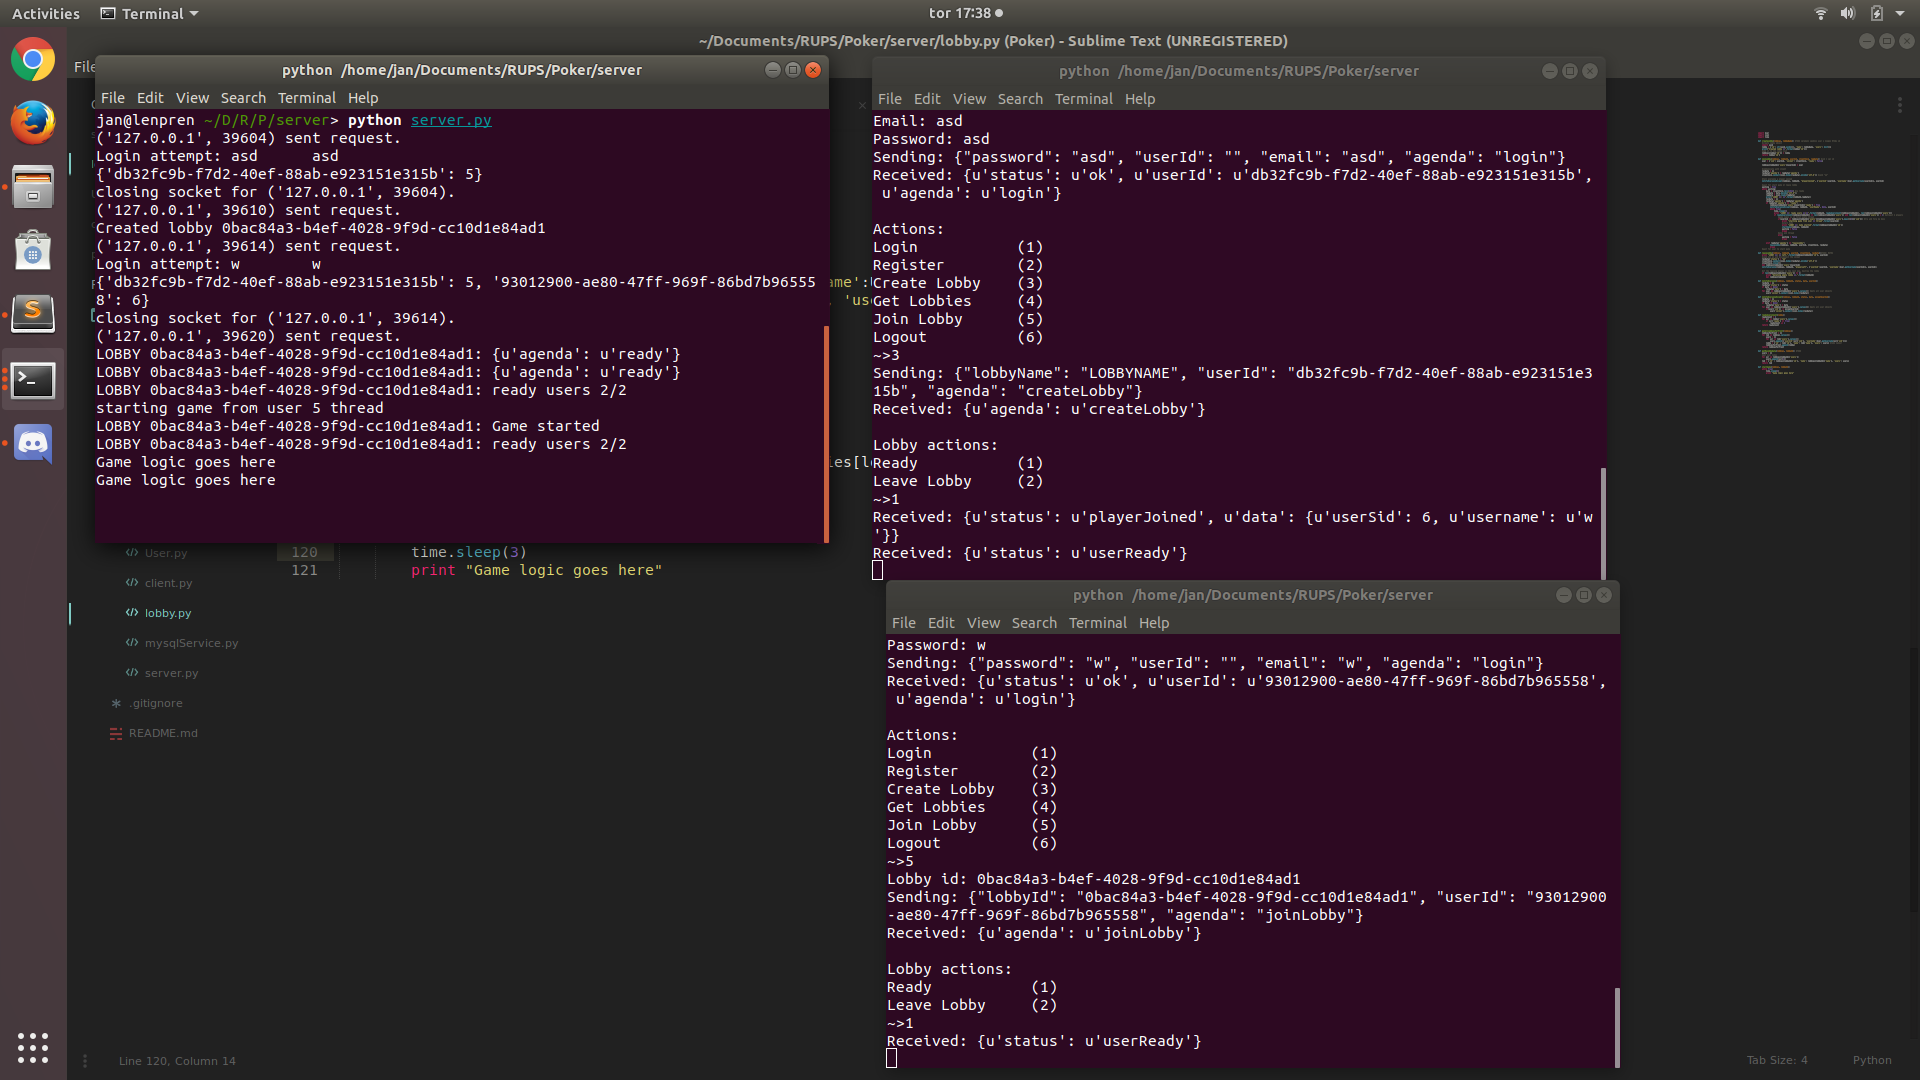 Activities
Terminal
tor 17:38
~/Documents/RUPS/Poker/server/lobby.py (Poker) - Sublime Text (UNREGISTERED)
File
python /home/jan/Documents/RUPS/Poker/server
File Edit View Search Terminal Help
jan@lenpren ~/D/R/P/server> python server.py
('127.0.0.1', 39604) sent request.
Login attempt: asd      asd
{'db32fc9b-f7d2-40ef-88ab-e923151e315b': 5}
closing socket for ('127.0.0.1', 39604).
('127.0.0.1', 39610) sent request.
Created lobby 0bac84a3-b4ef-4028-9f9d-cc10d1e84ad1
('127.0.0.1', 39614) sent request.
Login attempt: w        w
{'db32fc9b-f7d2-40ef-88ab-e923151e315b': 5, '93012900-ae80-47ff-969f-86bd7b96555
8': 6}
closing socket for ('127.0.0.1', 39614).
('127.0.0.1', 39620) sent request.
LOBBY 0bac84a3-b4ef-4028-9f9d-cc10d1e84ad1: {u'agenda': u'ready'}
LOBBY 0bac84a3-b4ef-4028-9f9d-cc10d1e84ad1: {u'agenda': u'ready'}
LOBBY 0bac84a3-b4ef-4028-9f9d-cc10d1e84ad1: ready users 2/2
starting game from user 5 thread
LOBBY 0bac84a3-b4ef-4028-9f9d-cc10d1e84ad1: Game started
LOBBY 0bac84a3-b4ef-4028-9f9d-cc10d1e84ad1: ready users 2/2
Game logic goes here
Game logic goes here
python /home/jan/Documents/RUPS/Poker/server
File Edit View Search Terminal Help
Email: asd
Password: asd
Sending: {"password": "asd", "userId": "", "email": "asd", "agenda": "login"}
Received: {u'status': u'ok', u'userId': u'db32fc9b-f7d2-40ef-88ab-e923151e315b',
 u'agenda': u'login'}
Actions:
Login           (1)
Register        (2)
Create Lobby    (3)
Get Lobbies     (4)
Join Lobby      (5)
Logout          (6)
~>3
Sending: {"lobbyName": "LOBBYNAME", "userId": "db32fc9b-f7d2-40ef-88ab-e923151e3
15b", "agenda": "createLobby"}
Received: {u'agenda': u'createLobby'}
Lobby actions:
Ready           (1)
Leave Lobby     (2)
~>1
Received: {u'status': u'playerJoined', u'data': {u'userSid': 6, u'username': u'w
'}}
Received: {u'status': u'userReady'}
python /home/jan/Documents/RUPS/Poker/server
File Edit View Search Terminal Help
Password: w
Sending: {"password": "w", "userId": "", "email": "w", "agenda": "login"}
Received: {u'status': u'ok', u'userId': u'93012900-ae80-47ff-969f-86bd7b965558',
 u'agenda': u'login'}
Actions:
Login           (1)
Register        (2)
Create Lobby    (3)
Get Lobbies     (4)
Join Lobby      (5)
Logout          (6)
~>5
Lobby id: 0bac84a3-b4ef-4028-9f9d-cc10d1e84ad1
Sending: {"lobbyId": "0bac84a3-b4ef-4028-9f9d-cc10d1e84ad1", "userId": "93012900
-ae80-47ff-969f-86bd7b965558", "agenda": "joinLobby"}
Received: {u'agenda': u'joinLobby'}
Lobby actions:
Ready           (1)
Leave Lobby     (2)
~>1
Received: {u'status': u'userReady'}
User.py
client.py
lobby.py
mysqlService.py
server.py
.gitignore
README.md
120 time.sleep(3)
121 print "Game logic goes here"
Line 120, Column 14
Tab Size: 4
Python